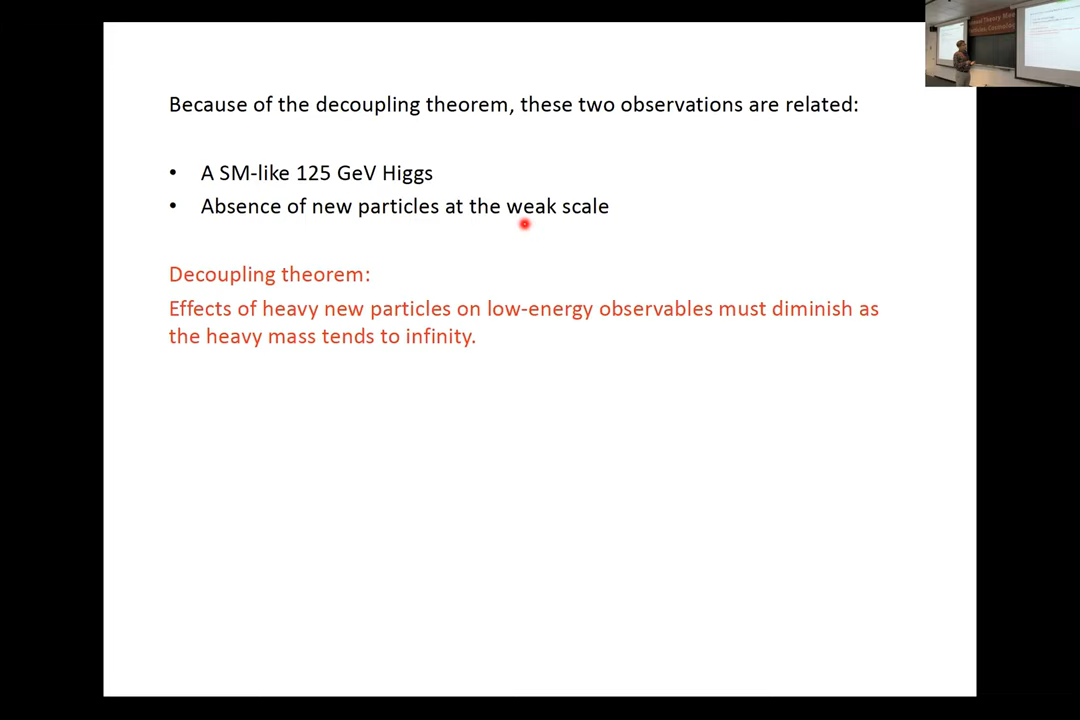 Because of the decoupling theorem, these two observations are related:
• A SM-like 125 GeV Higgs
• Absence of new particles at the weak scale
Decoupling theorem:
Effects of heavy new particles on low-energy observables must diminish as
the heavy mass tends to infinity.
Theory